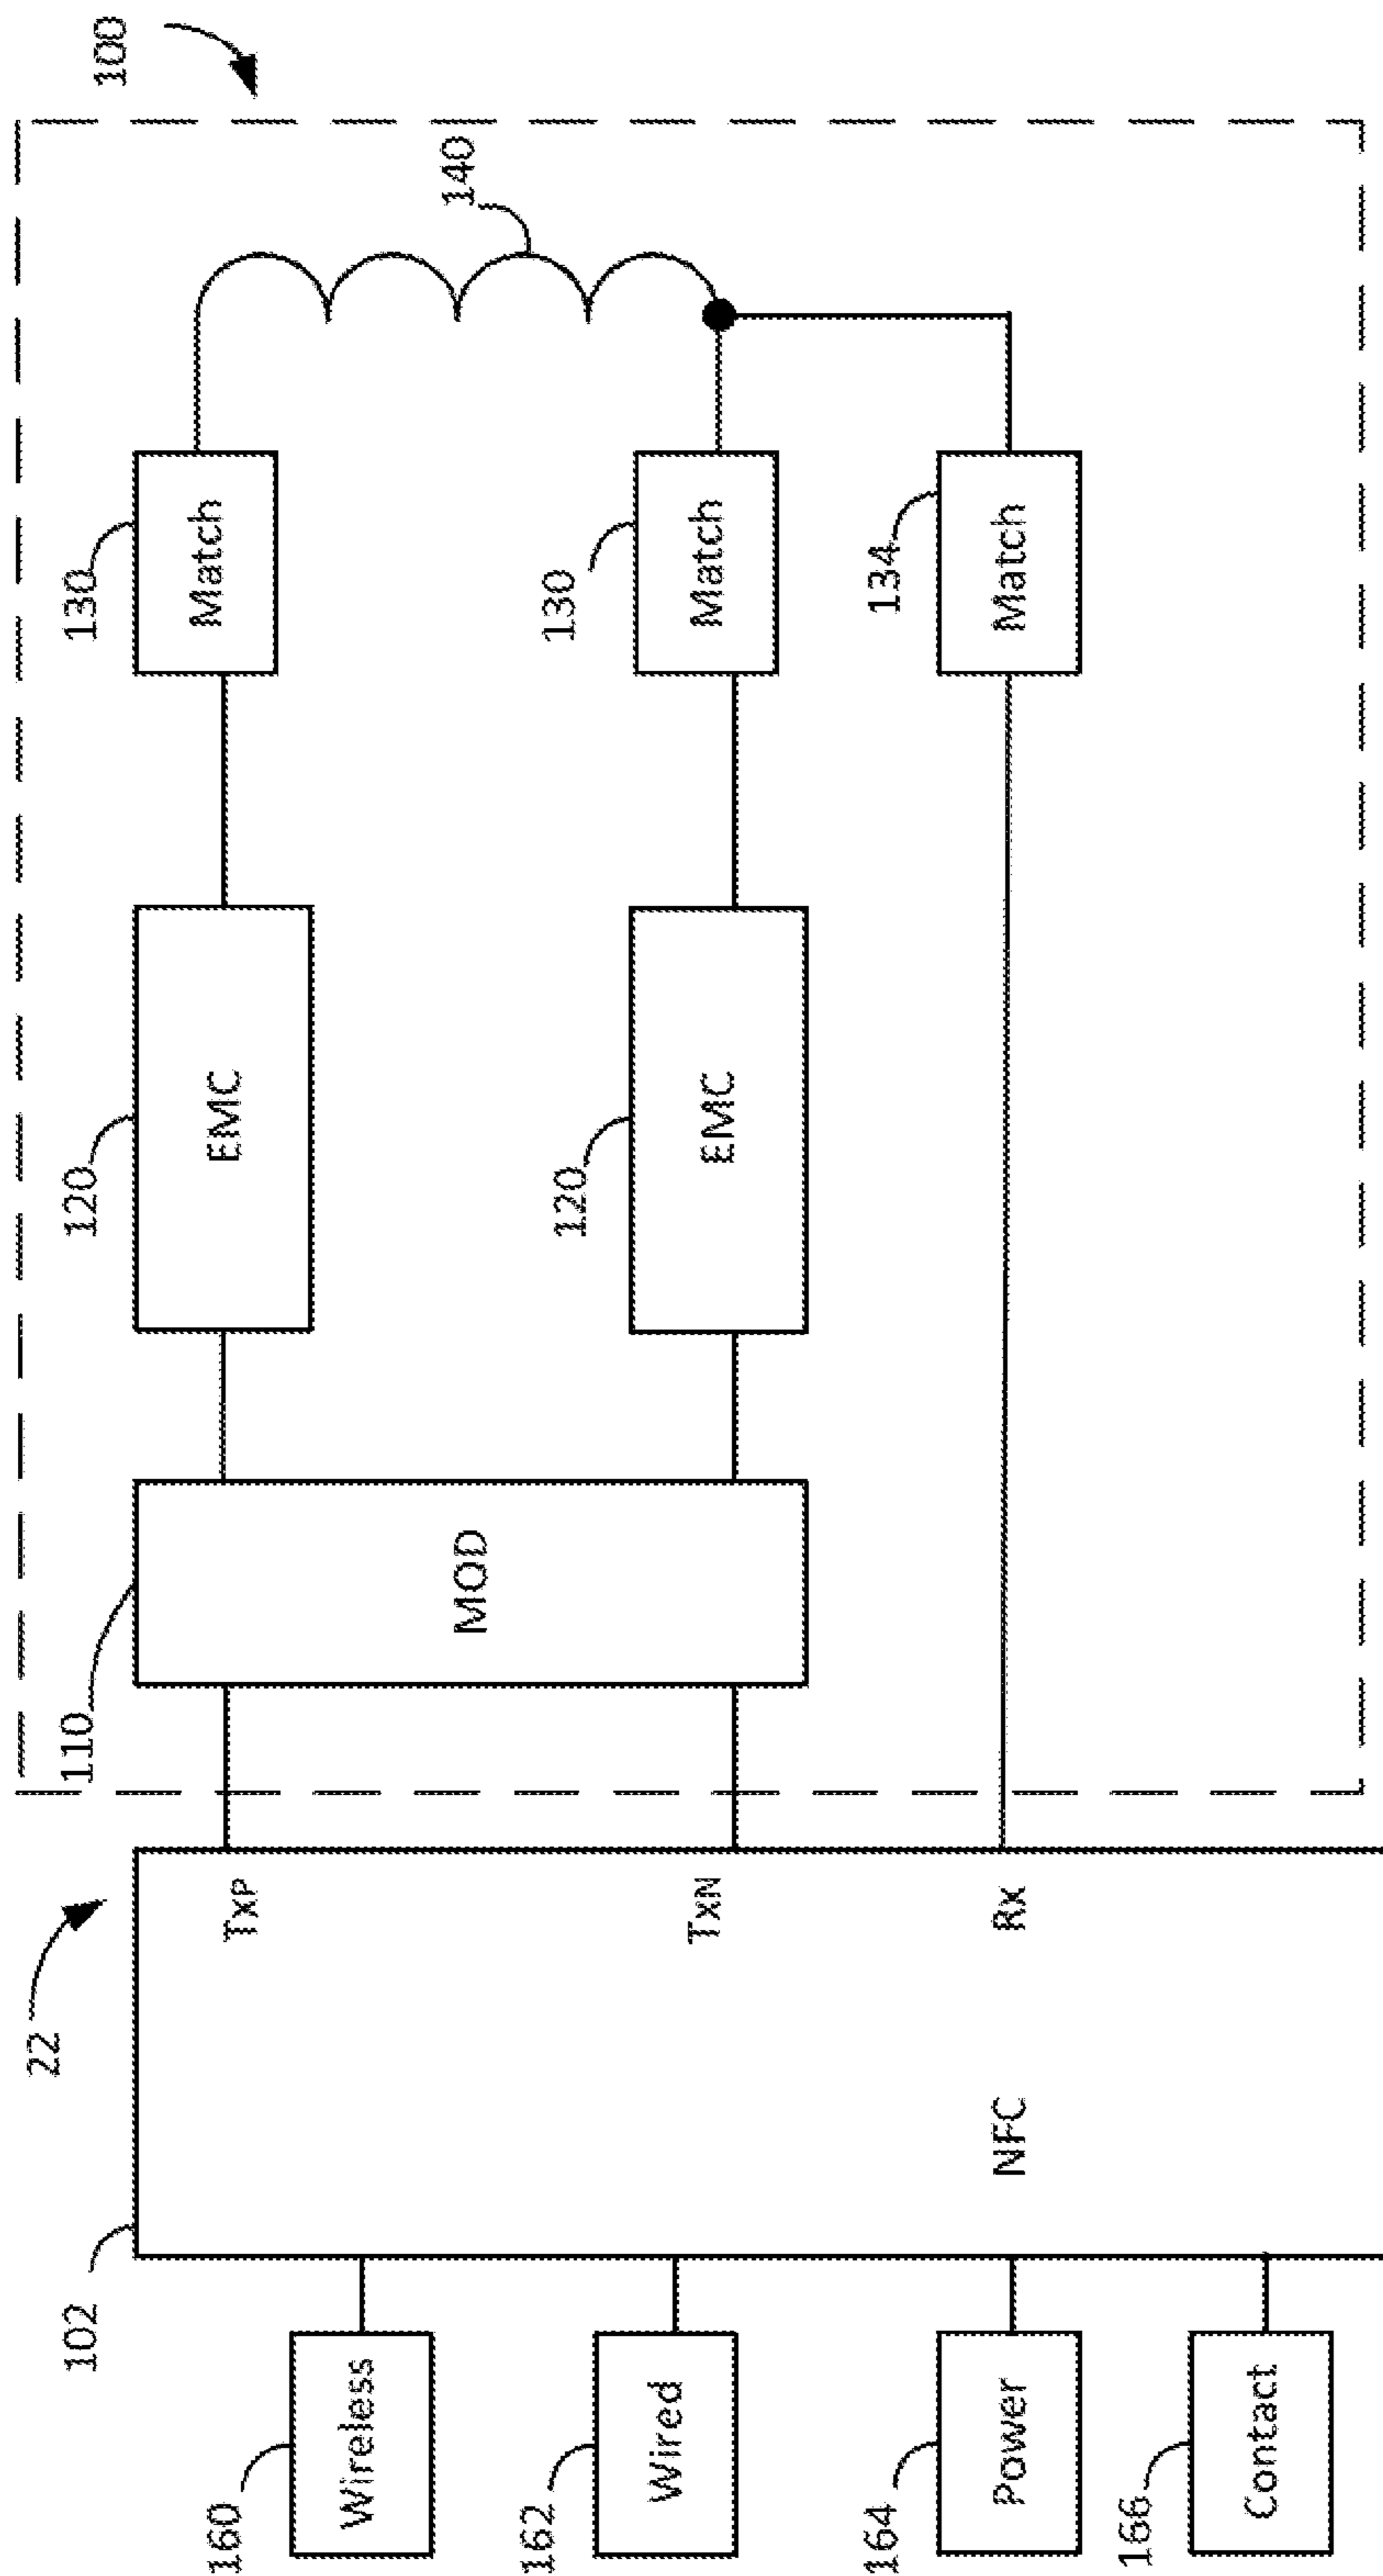 100
22
102
110
120
130
140
TxP
MOD
EMC
Match
160
Wireless
120
130
TxN
EMC
Match
162
Wired
NFC
Rx
134
Match
164
Power
166
Contact